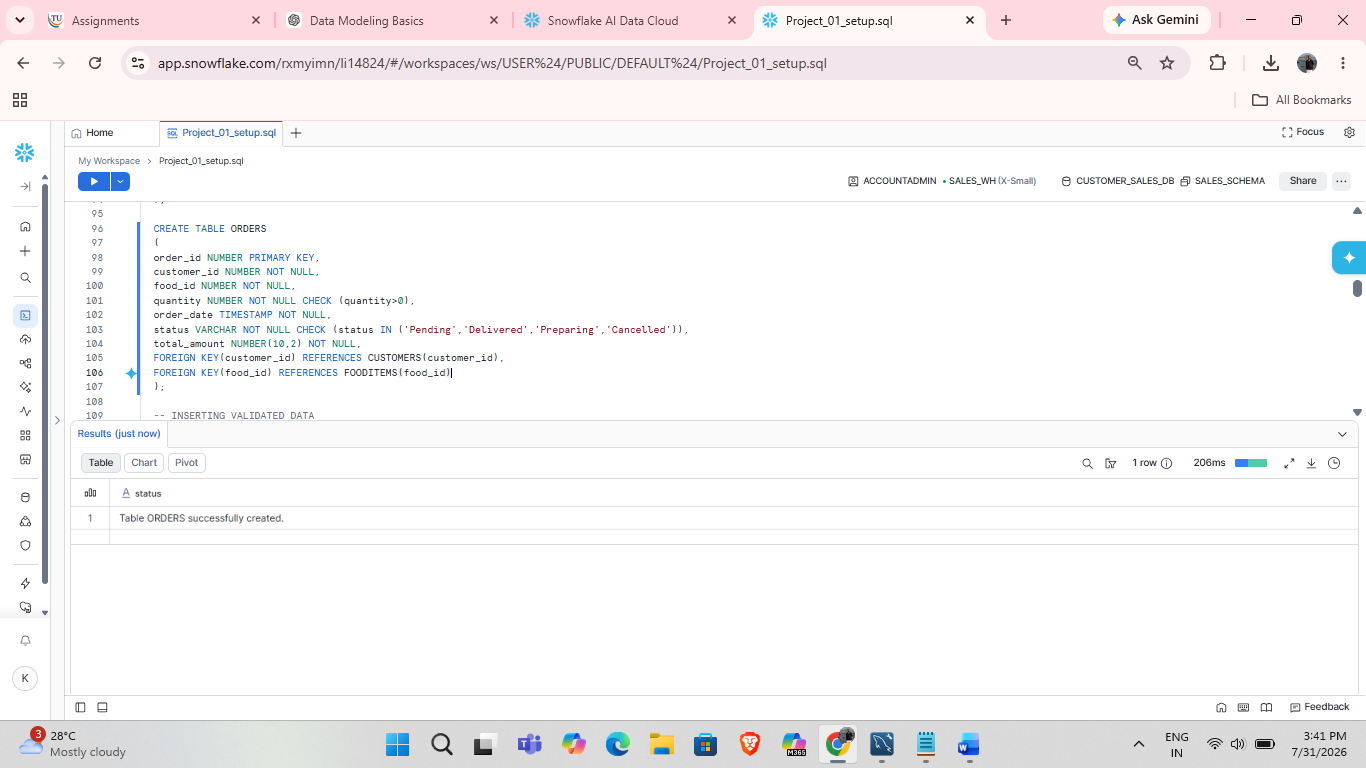 Assignments
Data Modeling Basics
Snowflake AI Data Cloud
Project_01_setup.sql
Ask Gemini
app.snowflake.com/rxmyimn/li14824/#/workspaces/ws/USER%24/PUBLIC/DEFAULT%24/Project_01_setup.sql
All Bookmarks
Home
Project_01_setup.sql
Focus
My Workspace > Project_01_setup.sql
ACCOUNTADMIN • SALES_WH (X-Small)
CUSTOMER_SALES_DB
SALES_SCHEMA
Share
95
96 CREATE TABLE ORDERS
97 (
98 order_id NUMBER PRIMARY KEY,
99 customer_id NUMBER NOT NULL,
100 food_id NUMBER NOT NULL,
101 quantity NUMBER NOT NULL CHECK (quantity>0),
102 order_date TIMESTAMP NOT NULL,
103 status VARCHAR NOT NULL CHECK (status IN ('Pending','Delivered','Preparing','Cancelled')),
104 total_amount NUMBER(10,2) NOT NULL,
105 FOREIGN KEY(customer_id) REFERENCES CUSTOMERS(customer_id),
106 FOREIGN KEY(food_id) REFERENCES FOODITEMS(food_id)
107 );
108
109 -- INSERTING VALIDATED DATA
Results (just now)
Table
Chart
Pivot
1 row
206ms
A status
1 Table ORDERS successfully created.
K
Feedback
3
28°C
Mostly cloudy
M365
ENG
IN
3:41 PM
7/31/2026